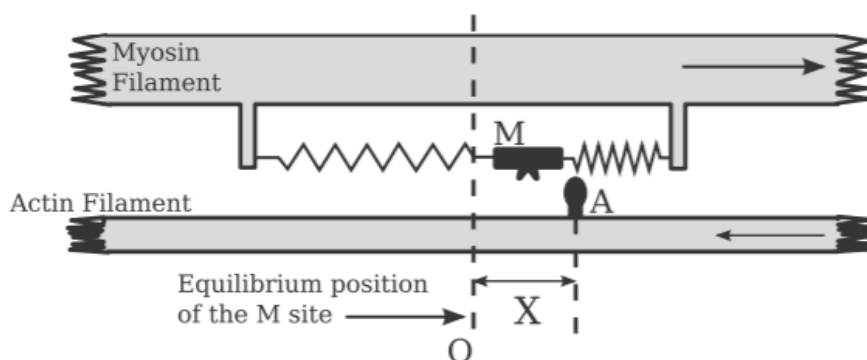 Myosin
Filament
M
Actin Filament
A
Equilibrium position
of the M site
X
O